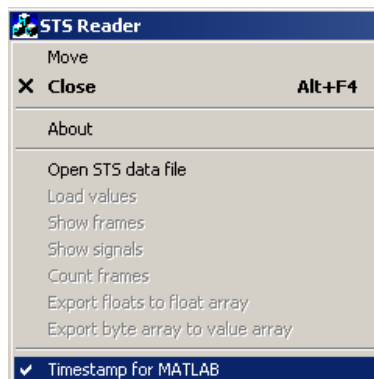 STS Reader
Move
Close Alt+F4
About
Open STS data file
Load values
Show frames
Show signals
Count frames
Export floats to float array
Export byte array to value array
Timestamp for MATLAB